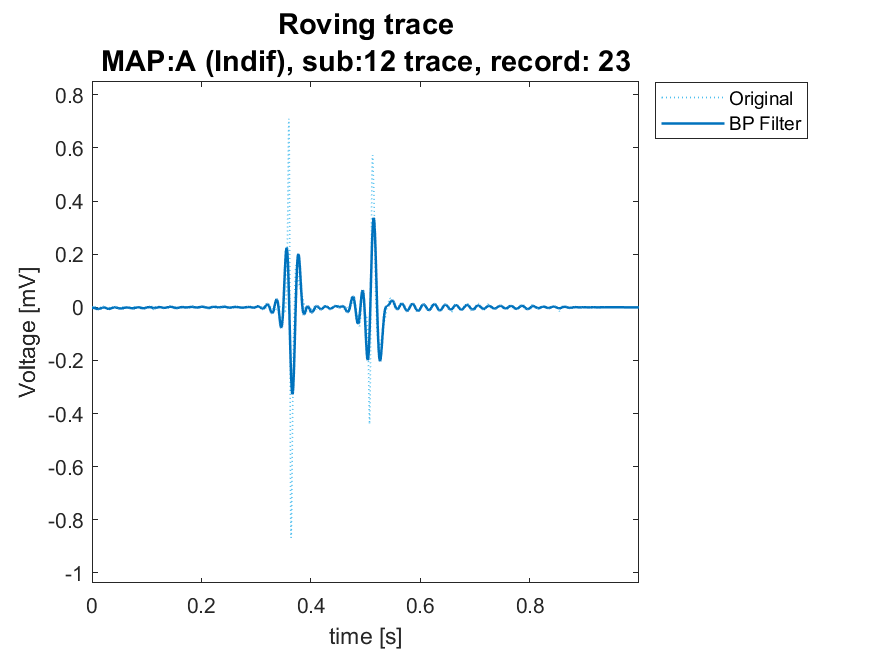 Roving trace
MAP:A (Indif), sub:12 trace, record: 23
Original
BP Filter
0.8
0.6
0.4
0.2
0
-0.2
-0.4
-0.6
-0.8
-1
Voltage [mV]
0 0.2 0.4 0.6 0.8
time [s]